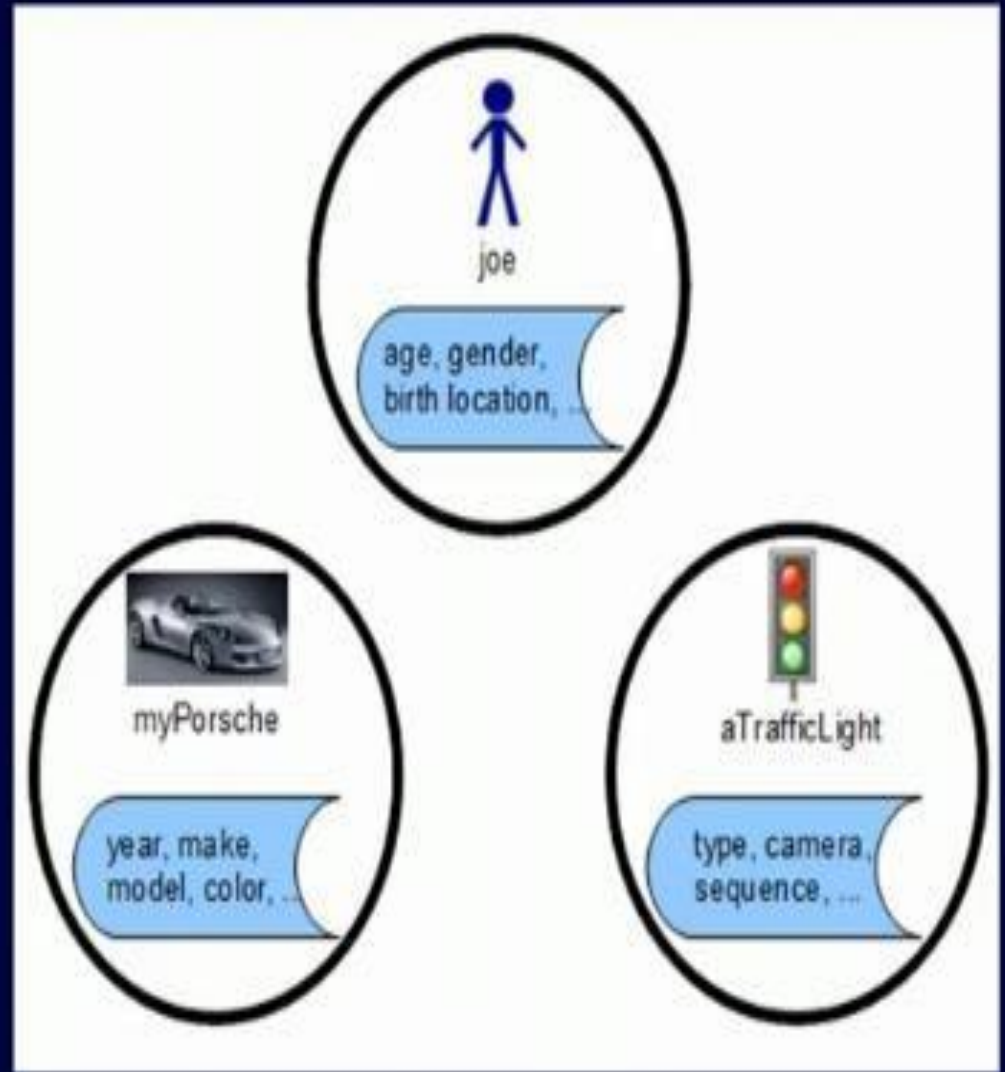 joe
age, gender,
birth location, ...
myPorsche
year, make,
model, color, ...
aTrafficLight
type, camera,
sequence, ...